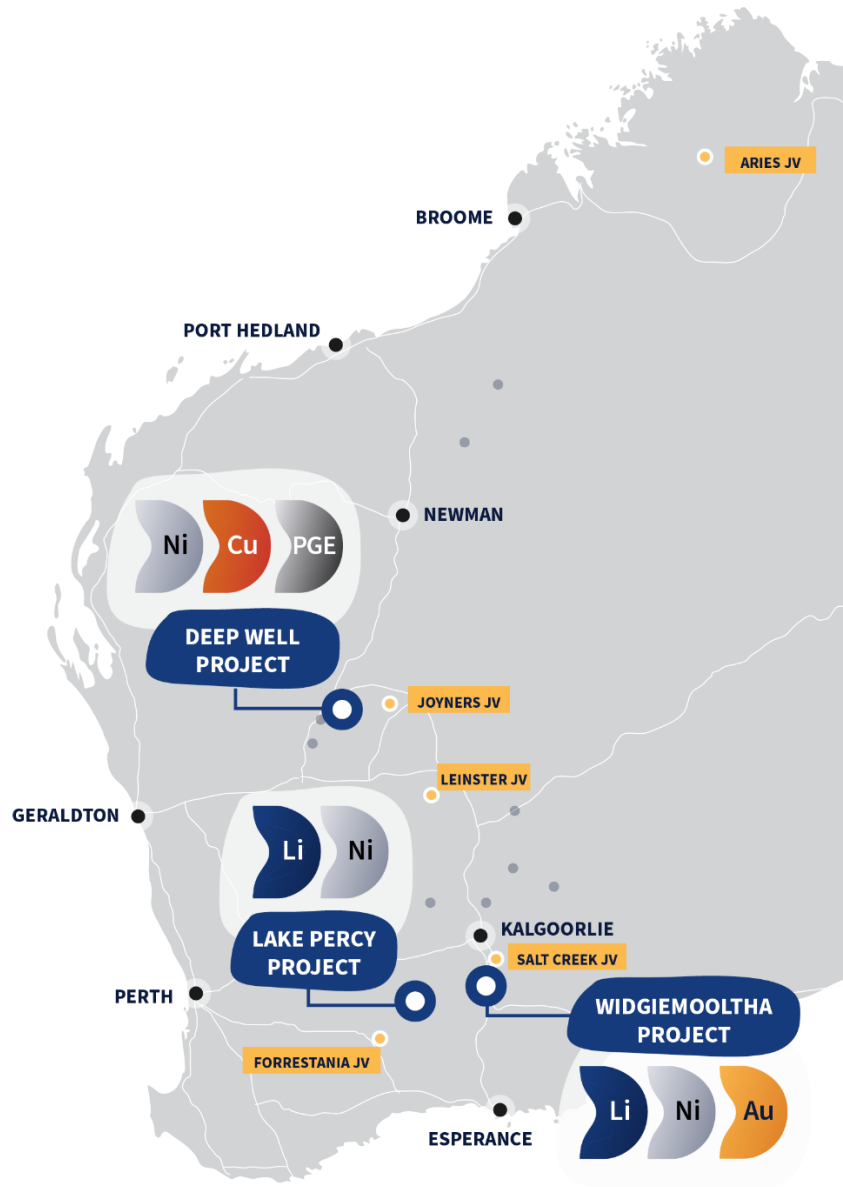 ARIES JV
BROOME
PORT HEDLAND
NEWMAN
Ni
Cu
PGE
DEEP WELL
PROJECT
JOYNERS JV
LEINSTER JV
GERALDTON
Li
Ni
KALGOORLIE
LAKE PERCY
PROJECT
SALT CREEK JV
PERTH
WIDGIEMOOLTHA
PROJECT
FORRESTANIA JV
Li
Ni
Au
ESPERANCE